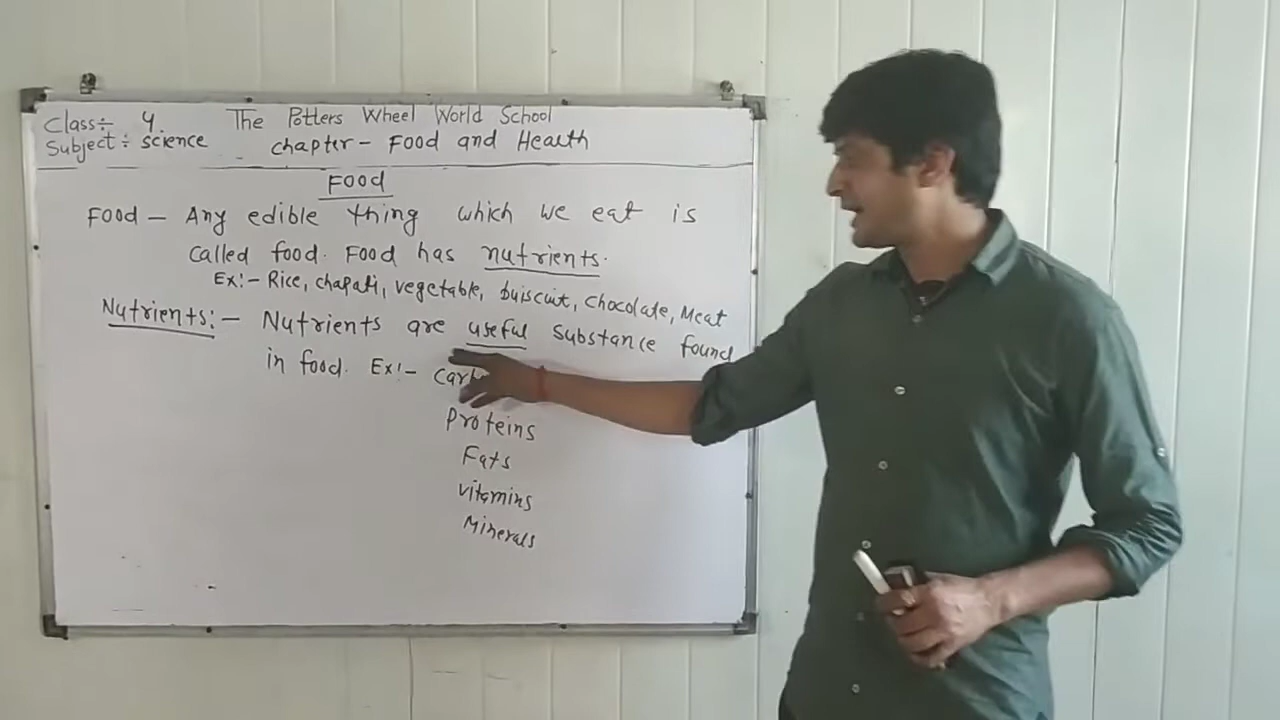 Class÷ 4 The Potters Wheel World School
Subject÷ science chapter- Food and Health
FOOD
FOOD - Any edible thing which we eat is
called food. Food has nutrients.
Ex:- Rice, chapati, vegetable, buiscuit, chocolate, Meat
Nutrients:- Nutrients are useful substance found
in food. Ex:- Carb
Proteins
Fats
Vitamins
Minerals